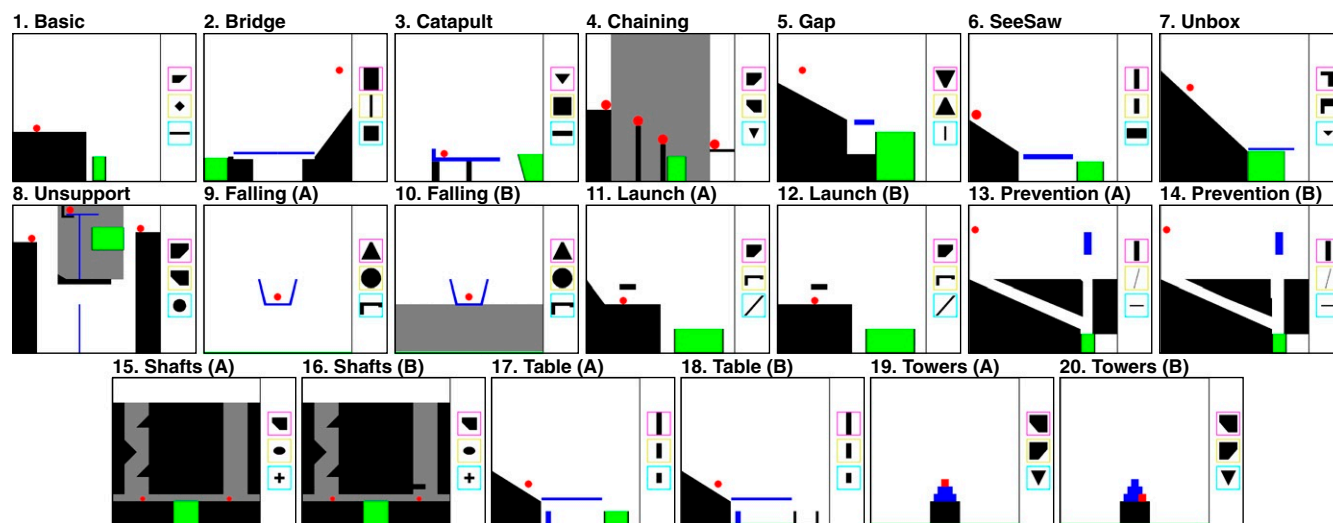 1. Basic
2. Bridge
3. Catapult
4. Chaining
5. Gap
6. SeeSaw
7. Unbox
8. Unsupport
9. Falling (A)
10. Falling (B)
11. Launch (A)
12. Launch (B)
13. Prevention (A)
14. Prevention (B)
15. Shafts (A)
16. Shafts (B)
17. Table (A)
18. Table (B)
19. Towers (A)
20. Towers (B)